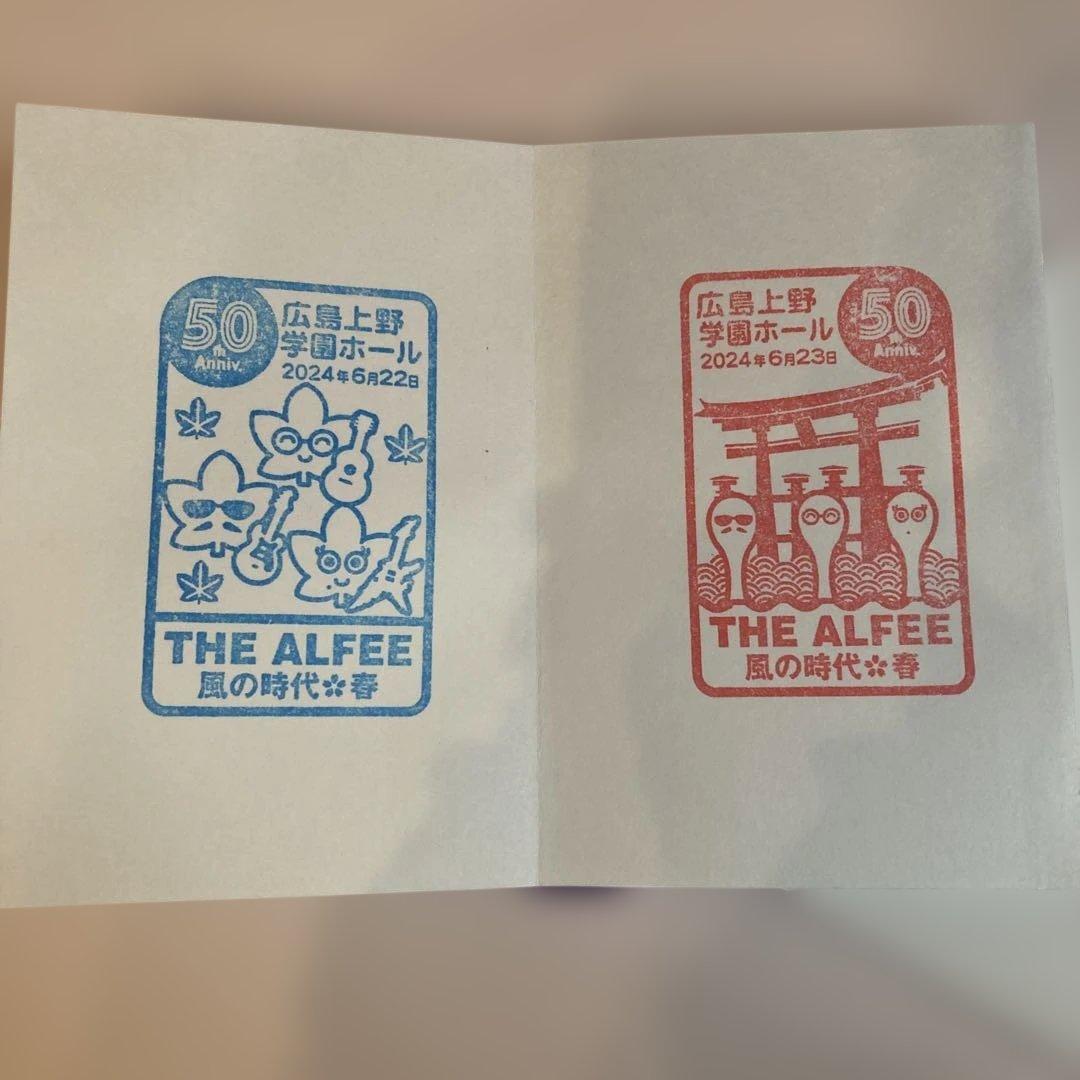 50
th
Anniv.
広島上野
学園ホール
2024年6月22日
THE ALFEE
風の時代✿春
広島上野
学園ホール
2024年6月23日
50
th
Anniv.
THE ALFEE
風の時代✿春